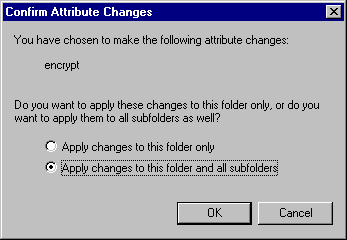 Confirm Attribute Changes
You have chosen to make the following attribute changes:
encrypt
Do you want to apply these changes to this folder only, or do you
want to apply them to all subfolders as well?
Apply changes to this folder only
Apply changes to this folder and all subfolders
OK
Cancel